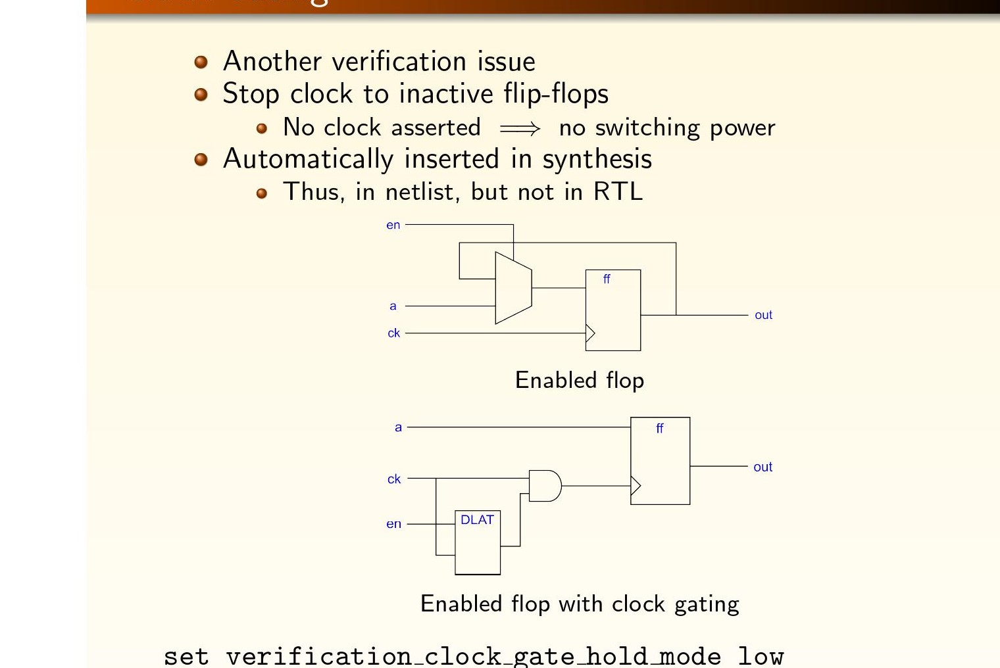 Another verification issue
Stop clock to inactive flip-flops
No clock asserted ⟹ no switching power
Automatically inserted in synthesis
Thus, in netlist, but not in RTL
en
ff
a
out
ck
Enabled flop
a
ff
ck
out
en
DLAT
Enabled flop with clock gating
set verification_clock_gate_hold_mode low